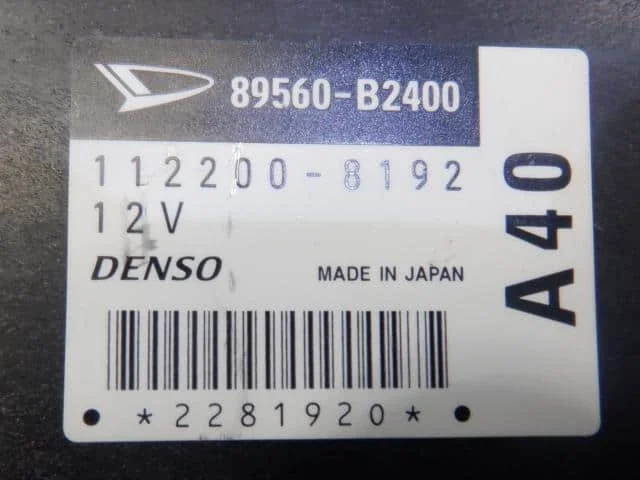 89560-B2400
112200-8192
12V
DENSO MADE IN JAPAN
*2281920*
A40